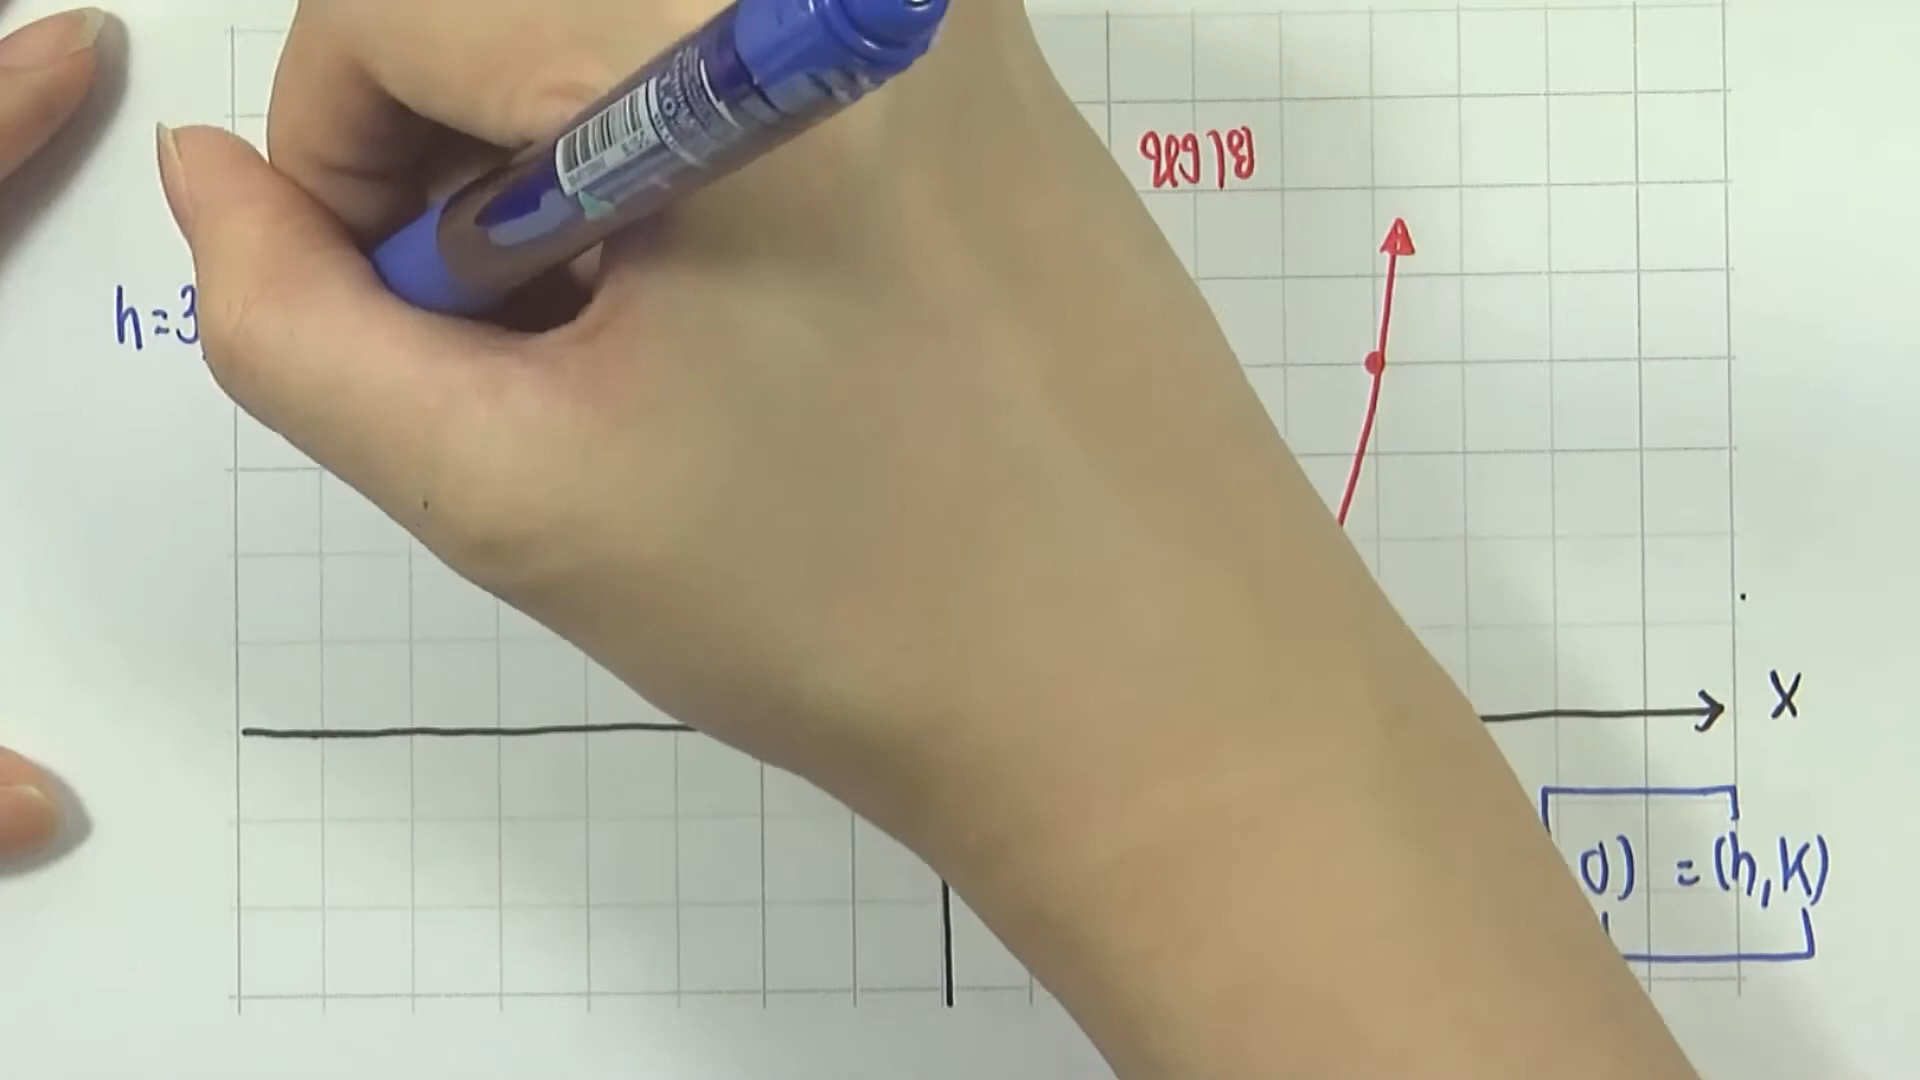 หงาย
h=3
X
0) = (h,k)